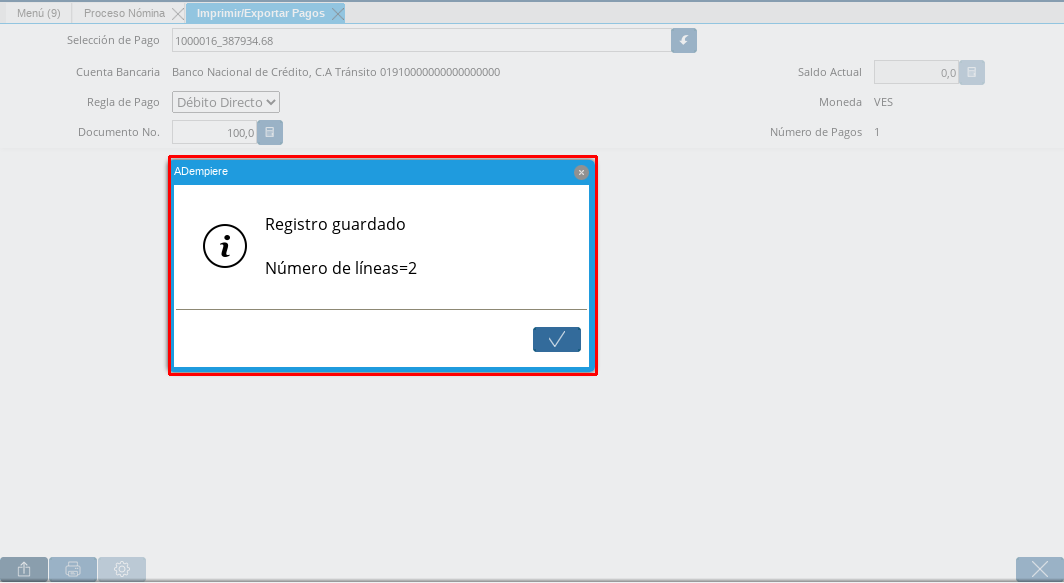 Menú (9) Proceso Nómina Imprimir/Exportar Pagos
Selección de Pago 1000016_387934.68
Cuenta Bancaria Banco Nacional de Crédito, C.A Tránsito 01910000000000000000 Saldo Actual 0,0
Regla de Pago Débito Directo Moneda VES
Documento No. 100,0 Número de Pagos 1
ADempiere
Registro guardado
Número de líneas=2